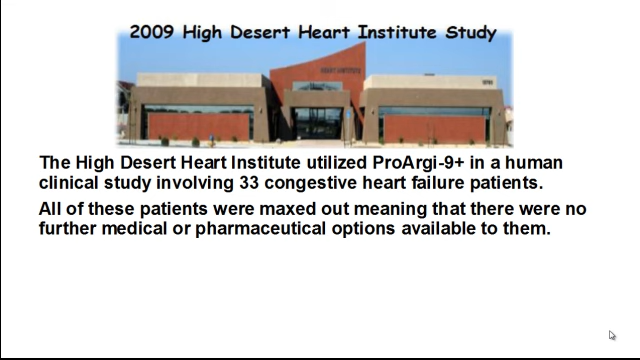 2009 High Desert Heart Institute Study
HEART INSTITUTE
The High Desert Heart Institute utilized ProArgi-9+ in a human
clinical study involving 33 congestive heart failure patients.
All of these patients were maxed out meaning that there were no
further medical or pharmaceutical options available to them.